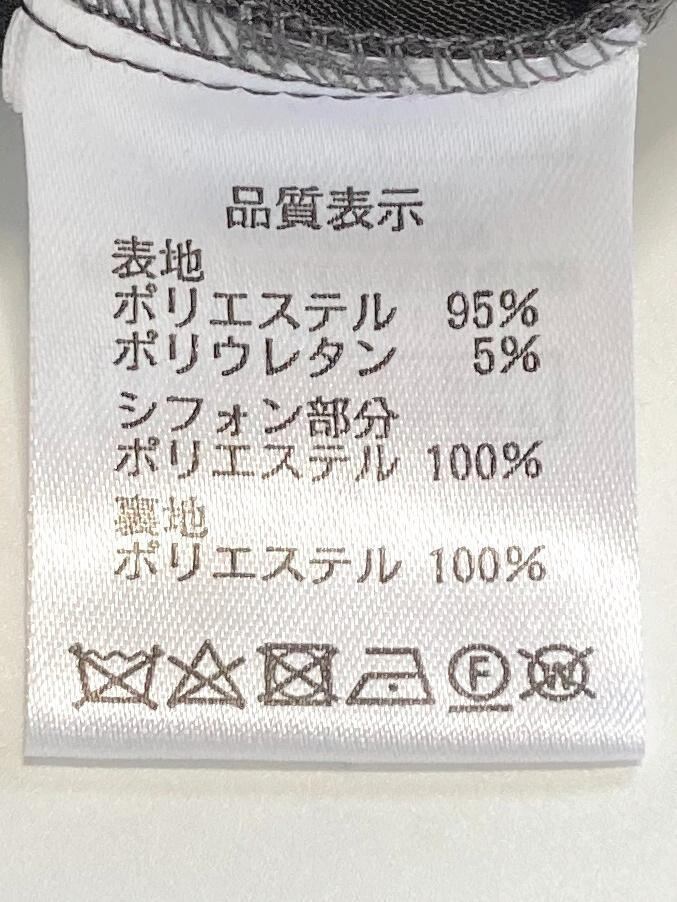 品質表示
表地
ポリエステル 95%
ポリウレタン 5%
シフォン部分
ポリエステル 100%
裏地
ポリエステル 100%
F W